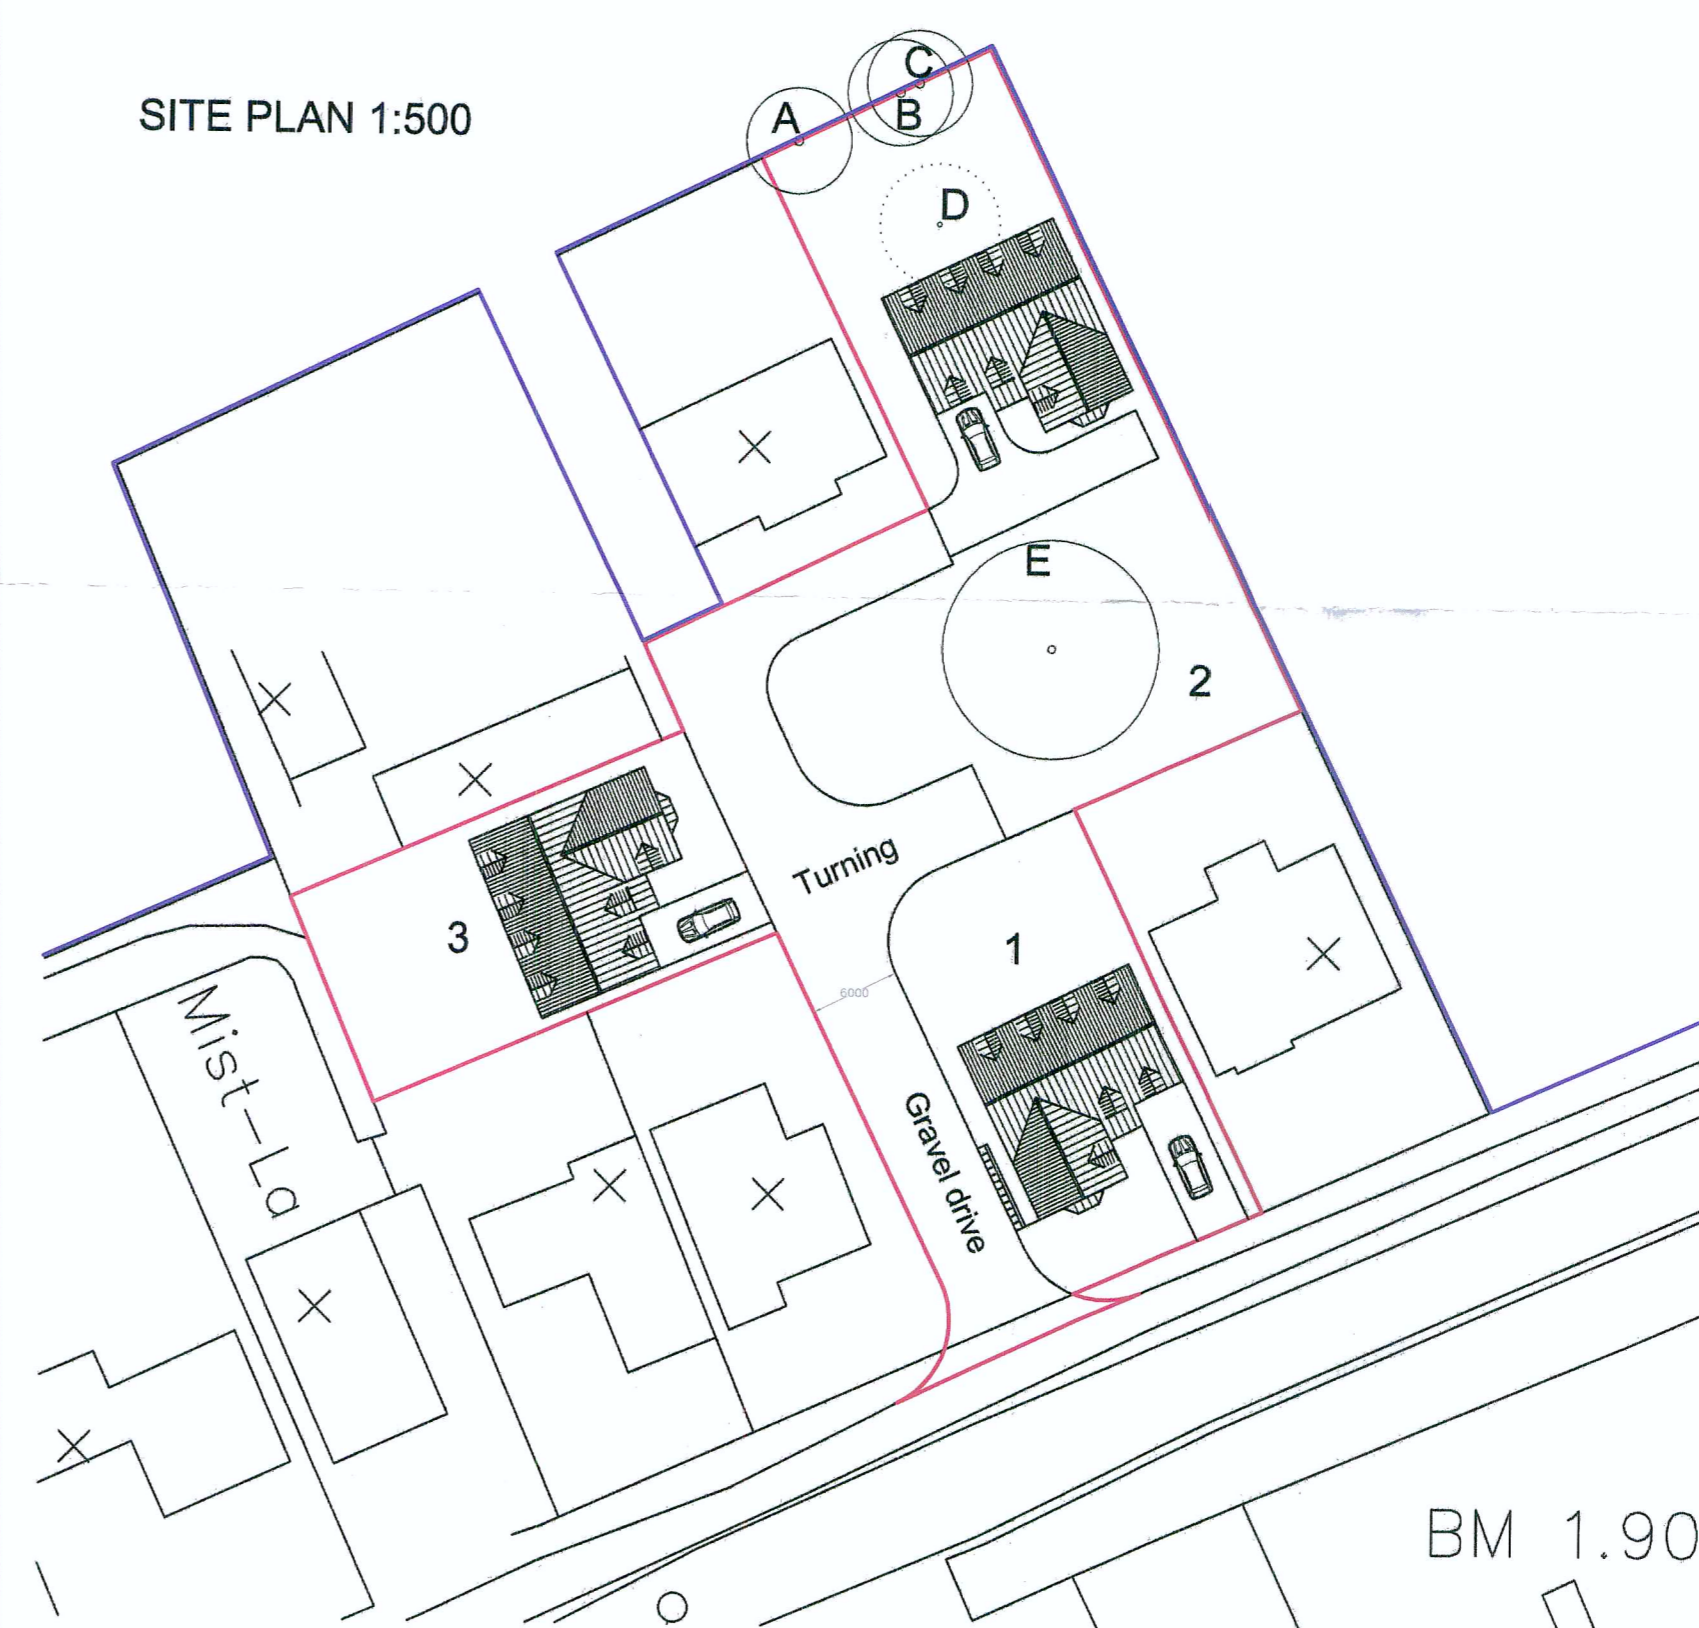 SITE PLAN 1:500
C
A
B
D
E
2
Turning
3
1
6000
Mist-La
Gravel drive
BM 1.90